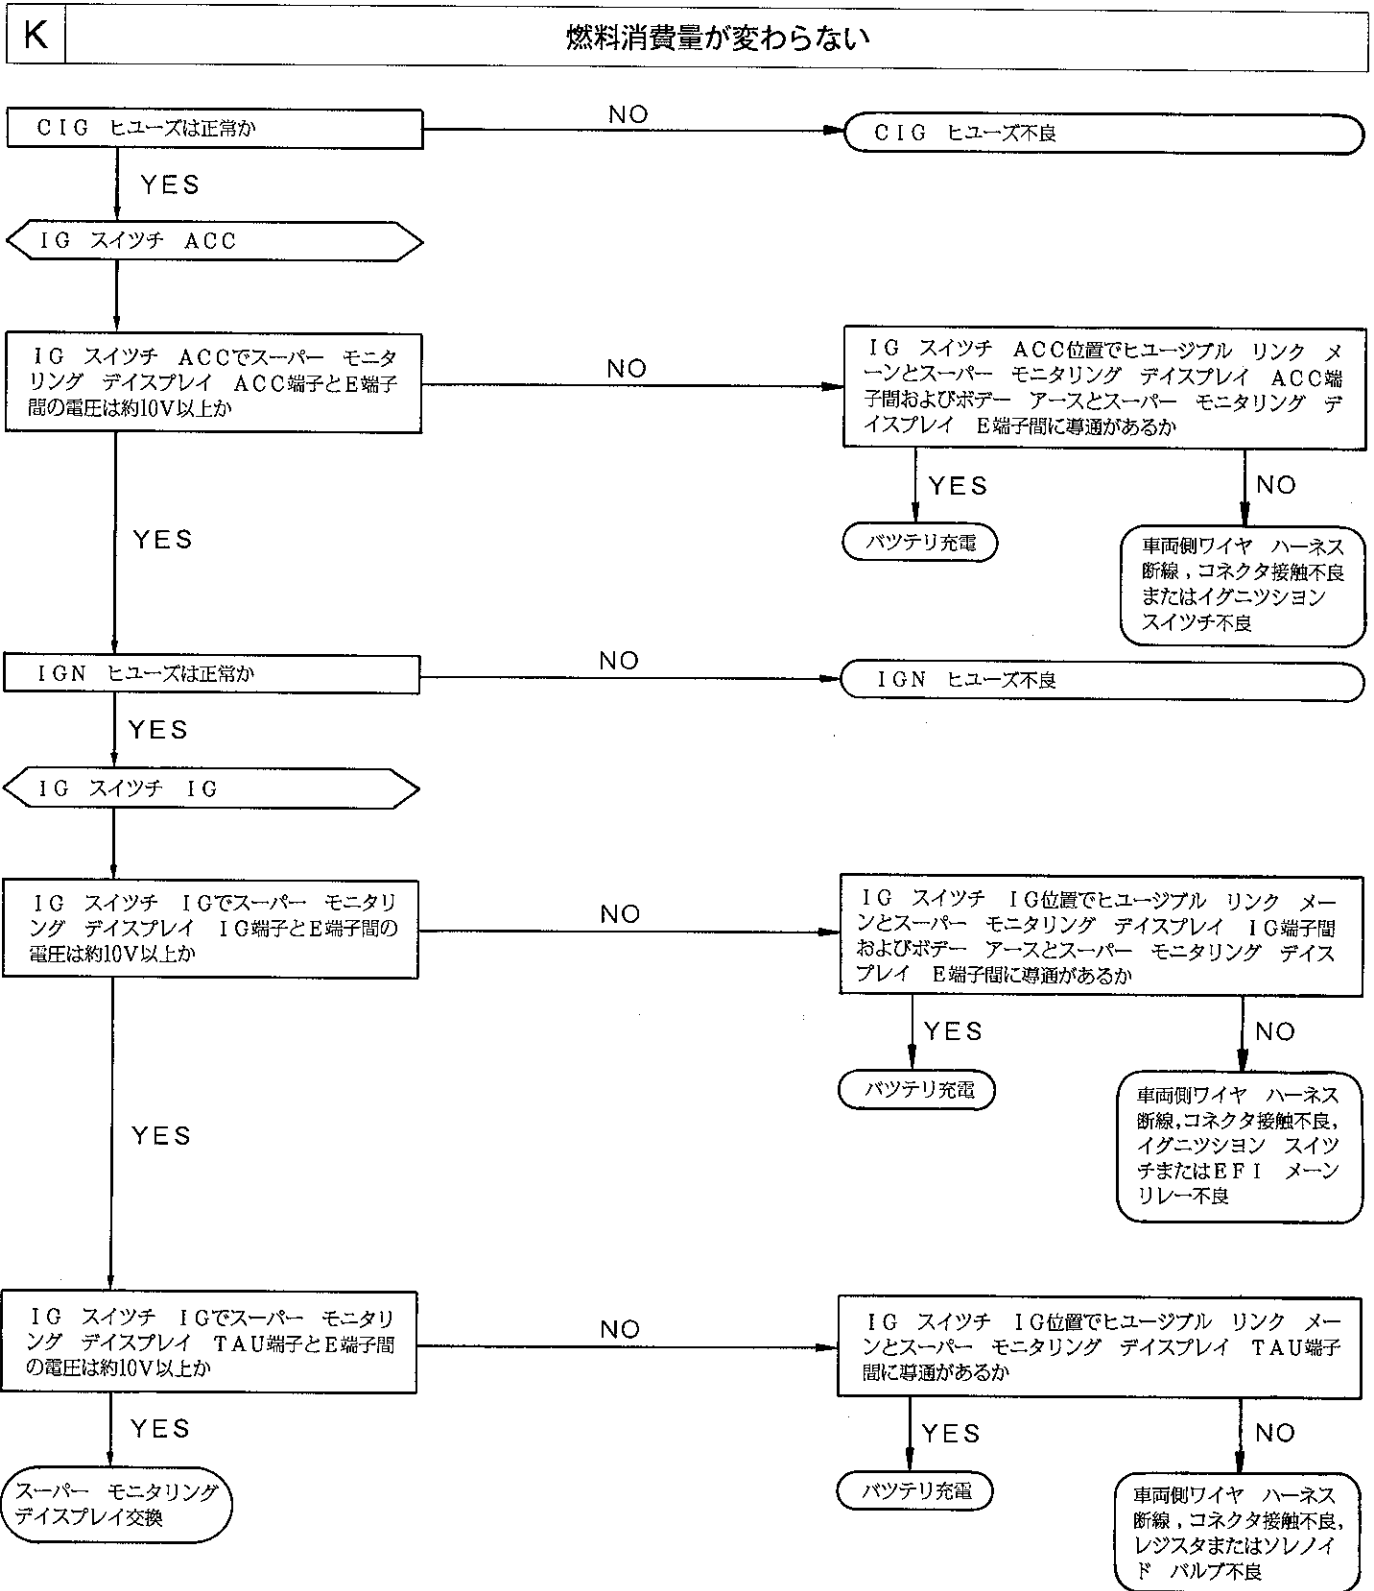 K
燃料消費量が変わらない
CIG ヒユーズは正常か
NO
CIG ヒユーズ不良
YES
IG スイツチ ACC
IG スイツチ ACCでスーパー モニタ
リング デイスプレイ ACC端子とE端子
間の電圧は約10V以上か
NO
IG スイツチ ACC位置でヒユージブル リンク メ
ーンとスーパー モニタリング デイスプレイ ACC端
子間およびボデー アースとスーパー モニタリング デ
イスプレイ E端子間に導通があるか
YES
NO
YES
バツテリ充電
車両側ワイヤ ハーネス
断線,コネクタ接触不良
またはイグニツシヨン
スイツチ不良
IGN ヒユーズは正常か
NO
IGN ヒユーズ不良
YES
IG スイツチ IG
IG スイツチ IGでスーパー モニタリ
ング デイスプレイ IG端子とE端子間の
電圧は約10V以上か
NO
IG スイツチ IG位置でヒユージブル リンク メー
ンとスーパー モニタリング デイスプレイ IG端子間
およびボデー アースとスーパー モニタリング デイス
プレイ E端子間に導通があるか
YES
NO
YES
バツテリ充電
車両側ワイヤ ハーネス
断線,コネクタ接触不良,
イグニツシヨン スイツ
チまたはEFI メーン
リレー不良
IG スイツチ IGでスーパー モニタリ
ング デイスプレイ TAU端子とE端子間
の電圧は約10V以上か
NO
IG スイツチ IG位置でヒユージブル リンク メー
ンとスーパー モニタリング デイスプレイ TAU端子
間に導通があるか
YES
YES
NO
スーパー モニタリング
デイスプレイ交換
バツテリ充電
車両側ワイヤ ハーネス
断線,コネクタ接触不良,
レジスタまたはソレノイ
ド バルブ不良